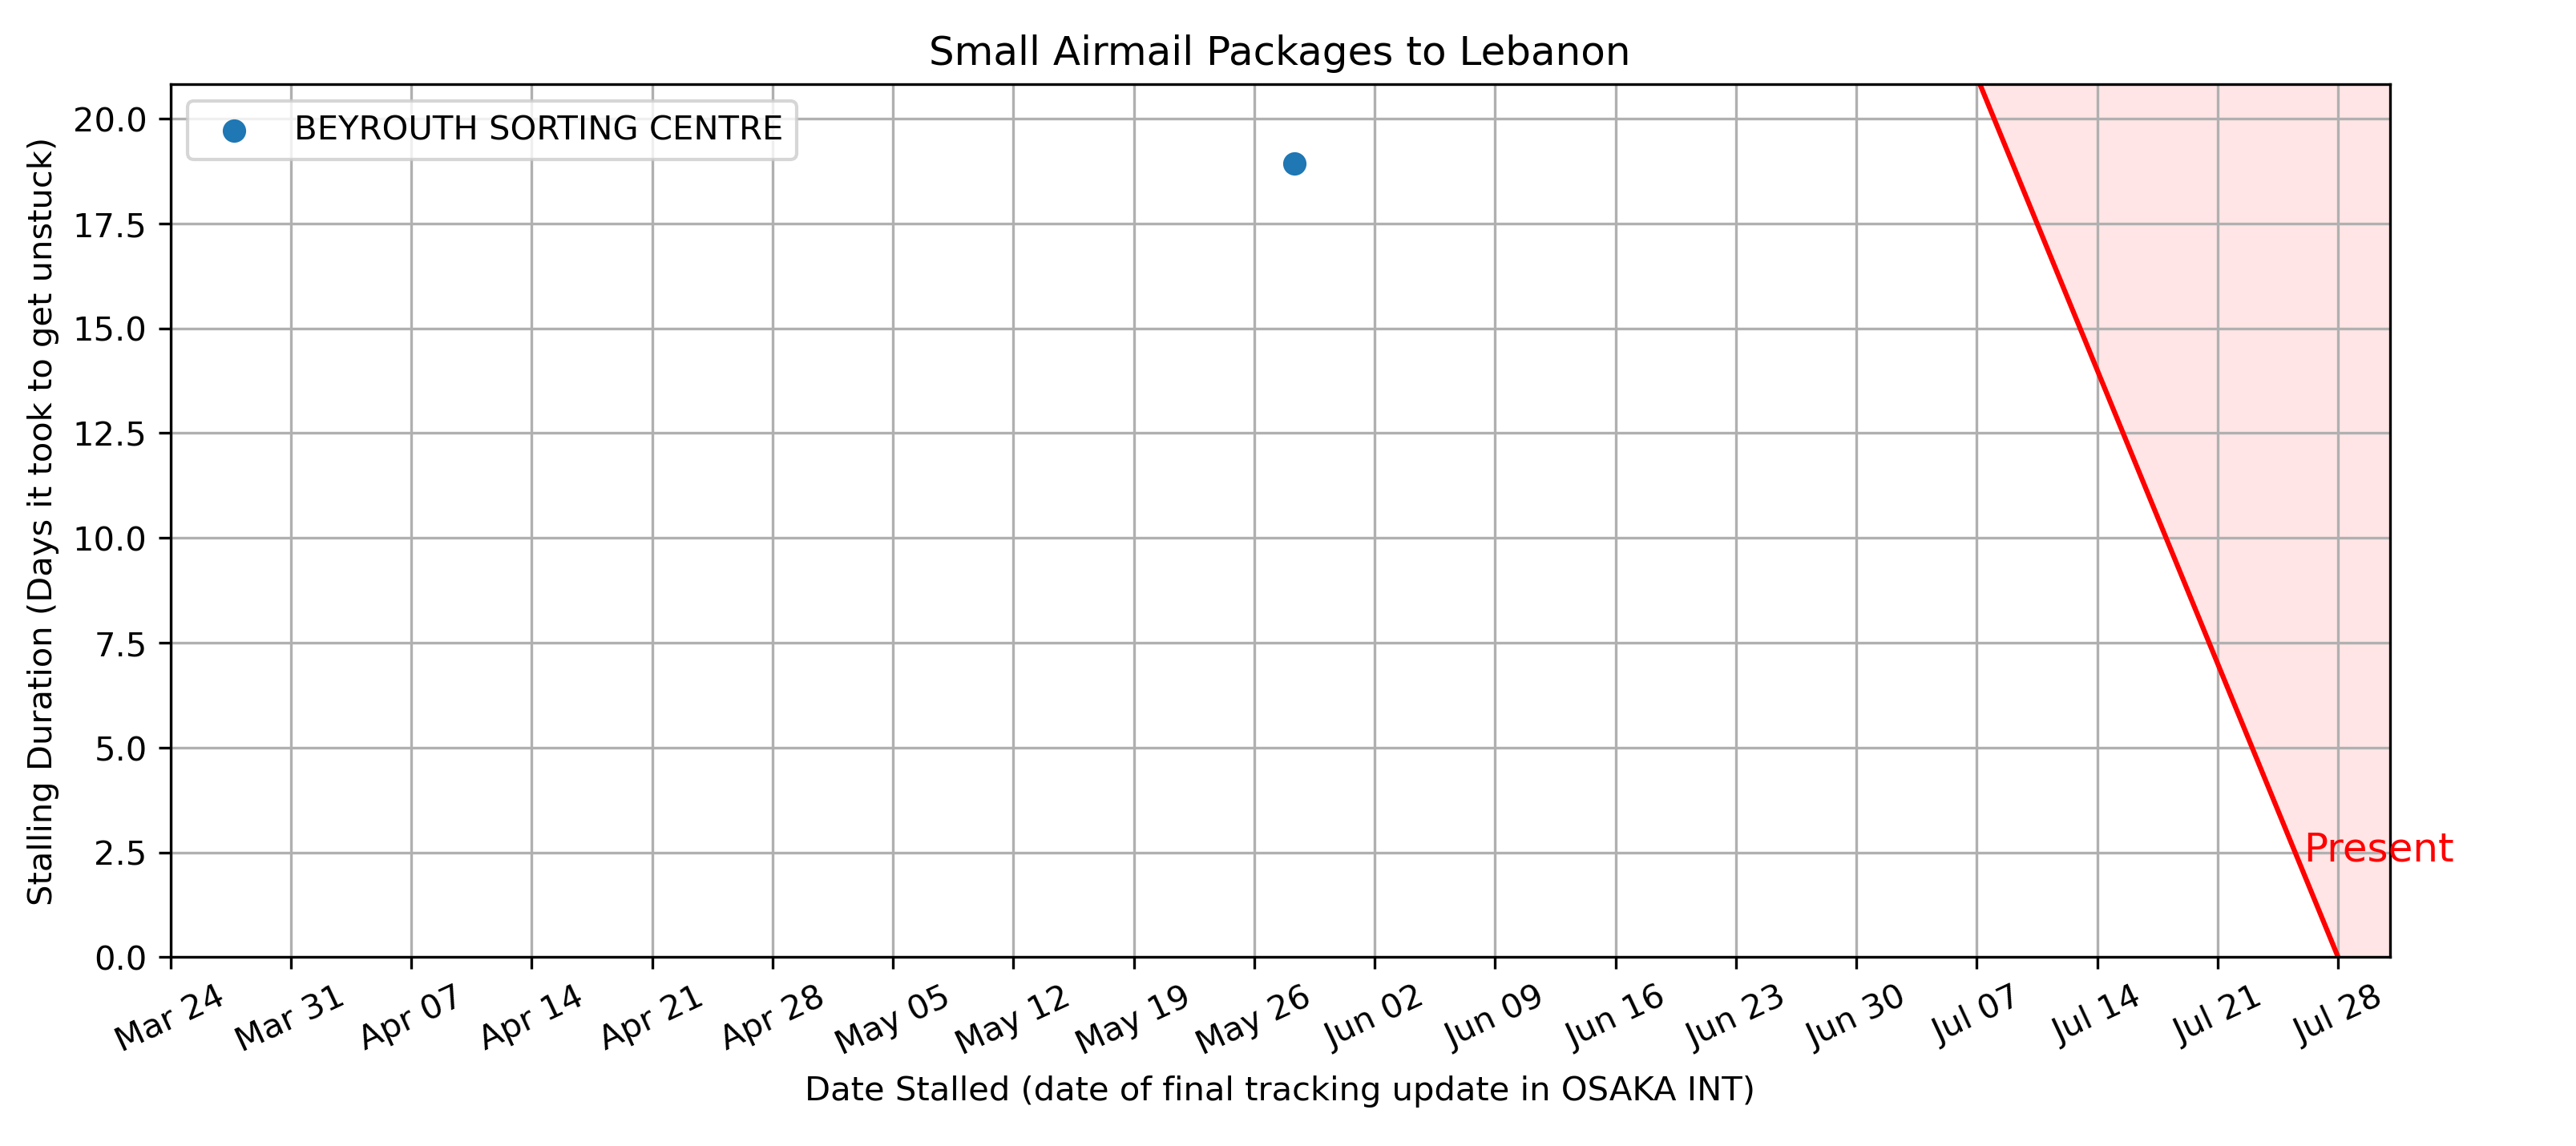 Small Airmail Packages to Lebanon
BEYROUTH SORTING CENTRE
Stalling Duration (Days it took to get unstuck)
20.0
17.5
15.0
12.5
10.0
7.5
5.0
2.5
0.0
Present
Mar 24 Mar 31 Apr 07 Apr 14 Apr 21 Apr 28 May 05 May 12 May 19 May 26 Jun 02 Jun 09 Jun 16 Jun 23 Jun 30 Jul 07 Jul 14 Jul 21 Jul 28
Date Stalled (date of final tracking update in OSAKA INT)